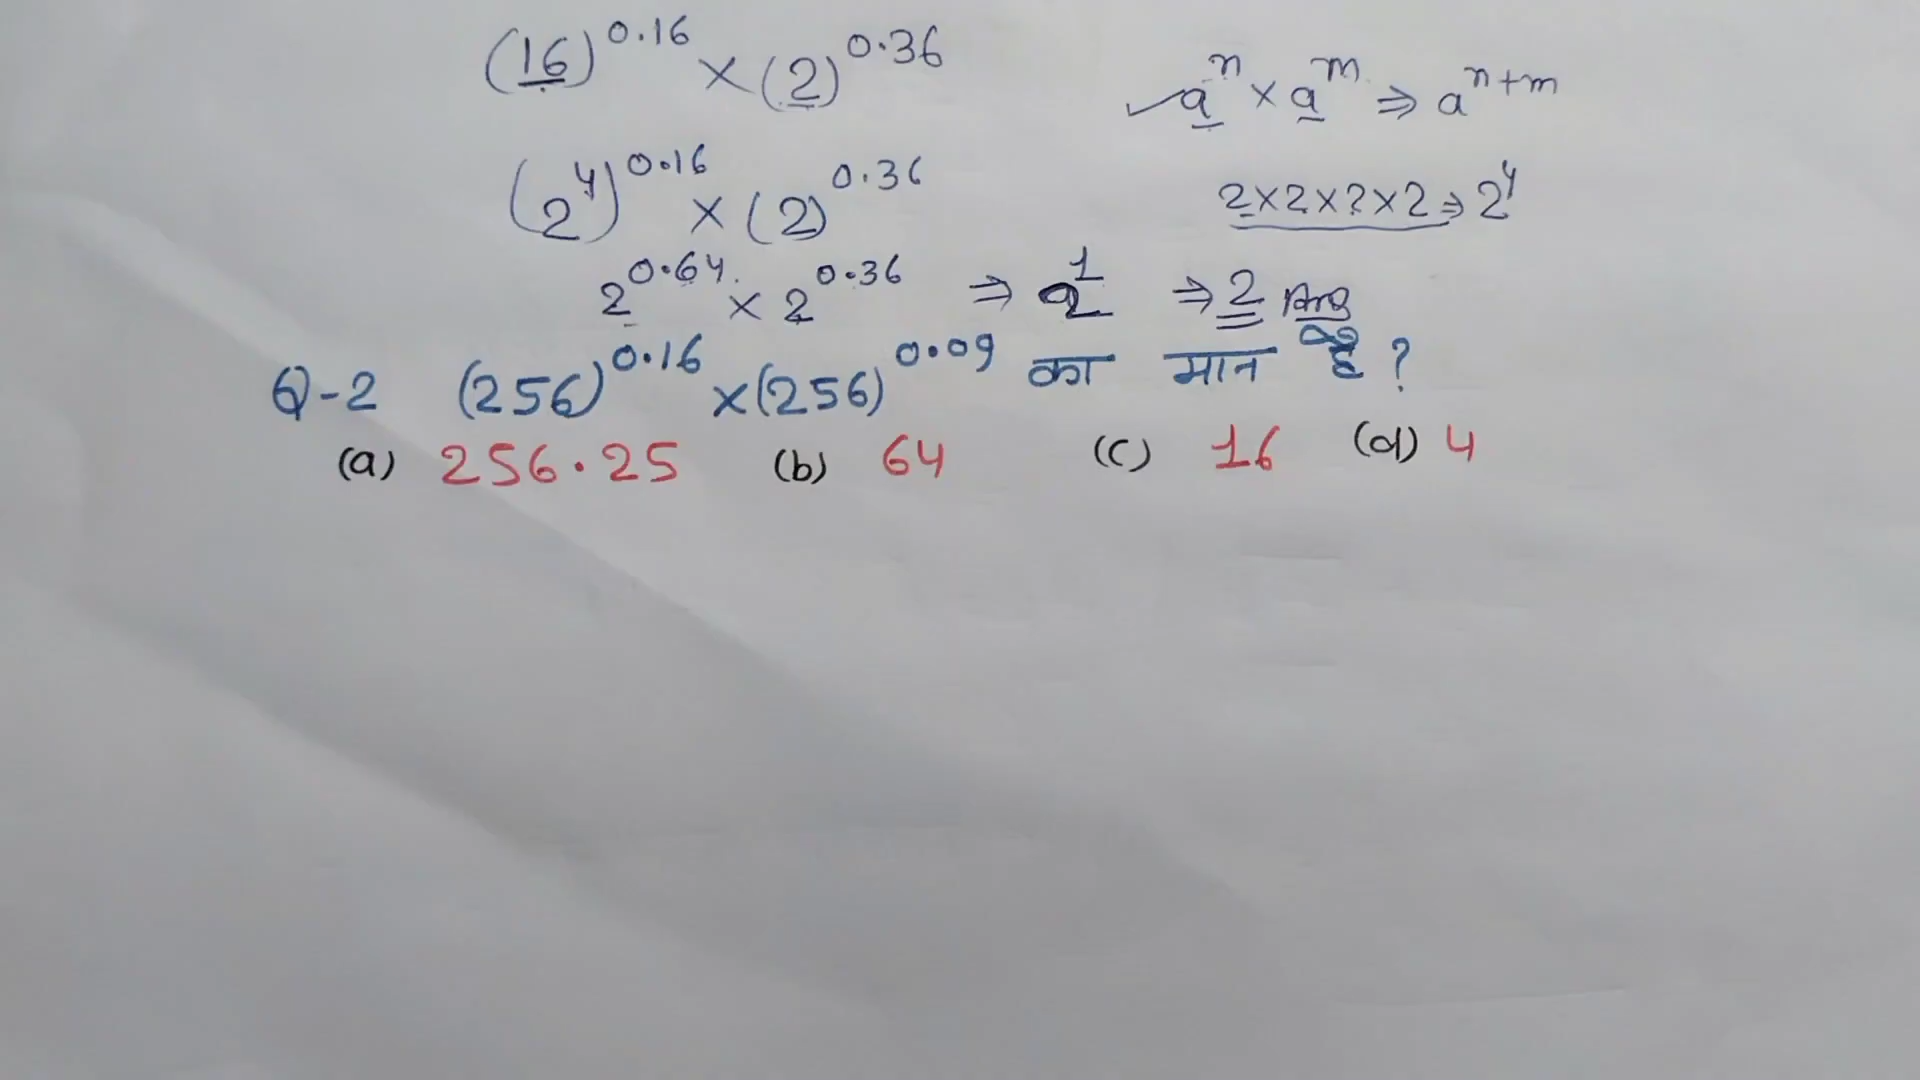 (16)^0.16 × (2)^0.36
a^n × a^m ⇒ a^n+m
(2^4)^0.16 × (2)^0.36
2×2×2×2 ⇒ 2^4
2^0.64 × 2^0.36 ⇒ 2^1 ⇒ 2 Ans
Q-2 (256)^0.16 ×(256)^0.09 का मान है ?
(a) 256.25 (b) 64 (c) 16 (d) 4